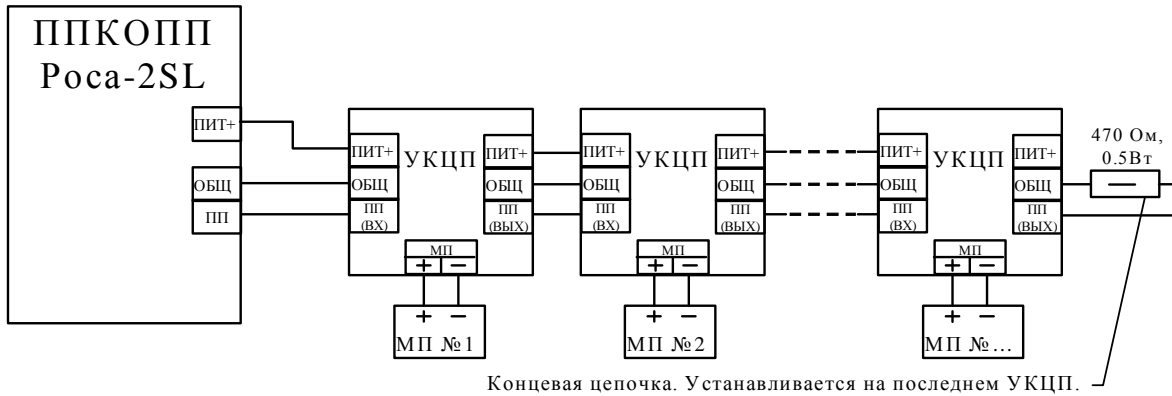 ППКОПП
Роса-2SL
ПИТ+
ОБЩ
ПП
ПИТ+
ОБЩ
ПП
(ВХ)
УКЦП
ПИТ+
ОБЩ
ПП
(ВЫХ)
МП
+ −
+ −
МП №1
ПИТ+
ОБЩ
ПП
(ВХ)
УКЦП
ПИТ+
ОБЩ
ПП
(ВЫХ)
МП
+ −
+ −
МП №2
ПИТ+
ОБЩ
ПП
(ВХ)
УКЦП
ПИТ+
ОБЩ
ПП
(ВЫХ)
МП
+ −
+ −
МП №...
470 Ом,
0.5Вт
Концевая цепочка. Устанавливается на последнем УКЦП.